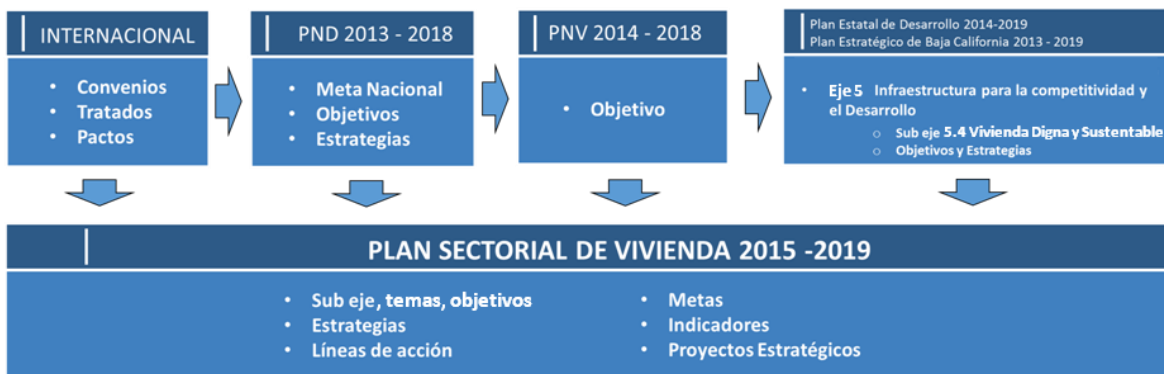 INTERNACIONAL
• Convenios
• Tratados
• Pactos
PND 2013 - 2018
• Meta Nacional
• Objetivos
• Estrategias
PNV 2014 - 2018
• Objetivo
Plan Estatal de Desarrollo 2014-2019
Plan Estratégico de Baja California 2013 - 2019
• Eje 5 Infraestructura para la competitividad y
el Desarrollo
o Sub eje 5.4 Vivienda Digna y Sustentable
o Objetivos y Estrategias
PLAN SECTORIAL DE VIVIENDA 2015 -2019
• Sub eje, temas, objetivos
• Estrategias
• Líneas de acción
• Metas
• Indicadores
• Proyectos Estratégicos